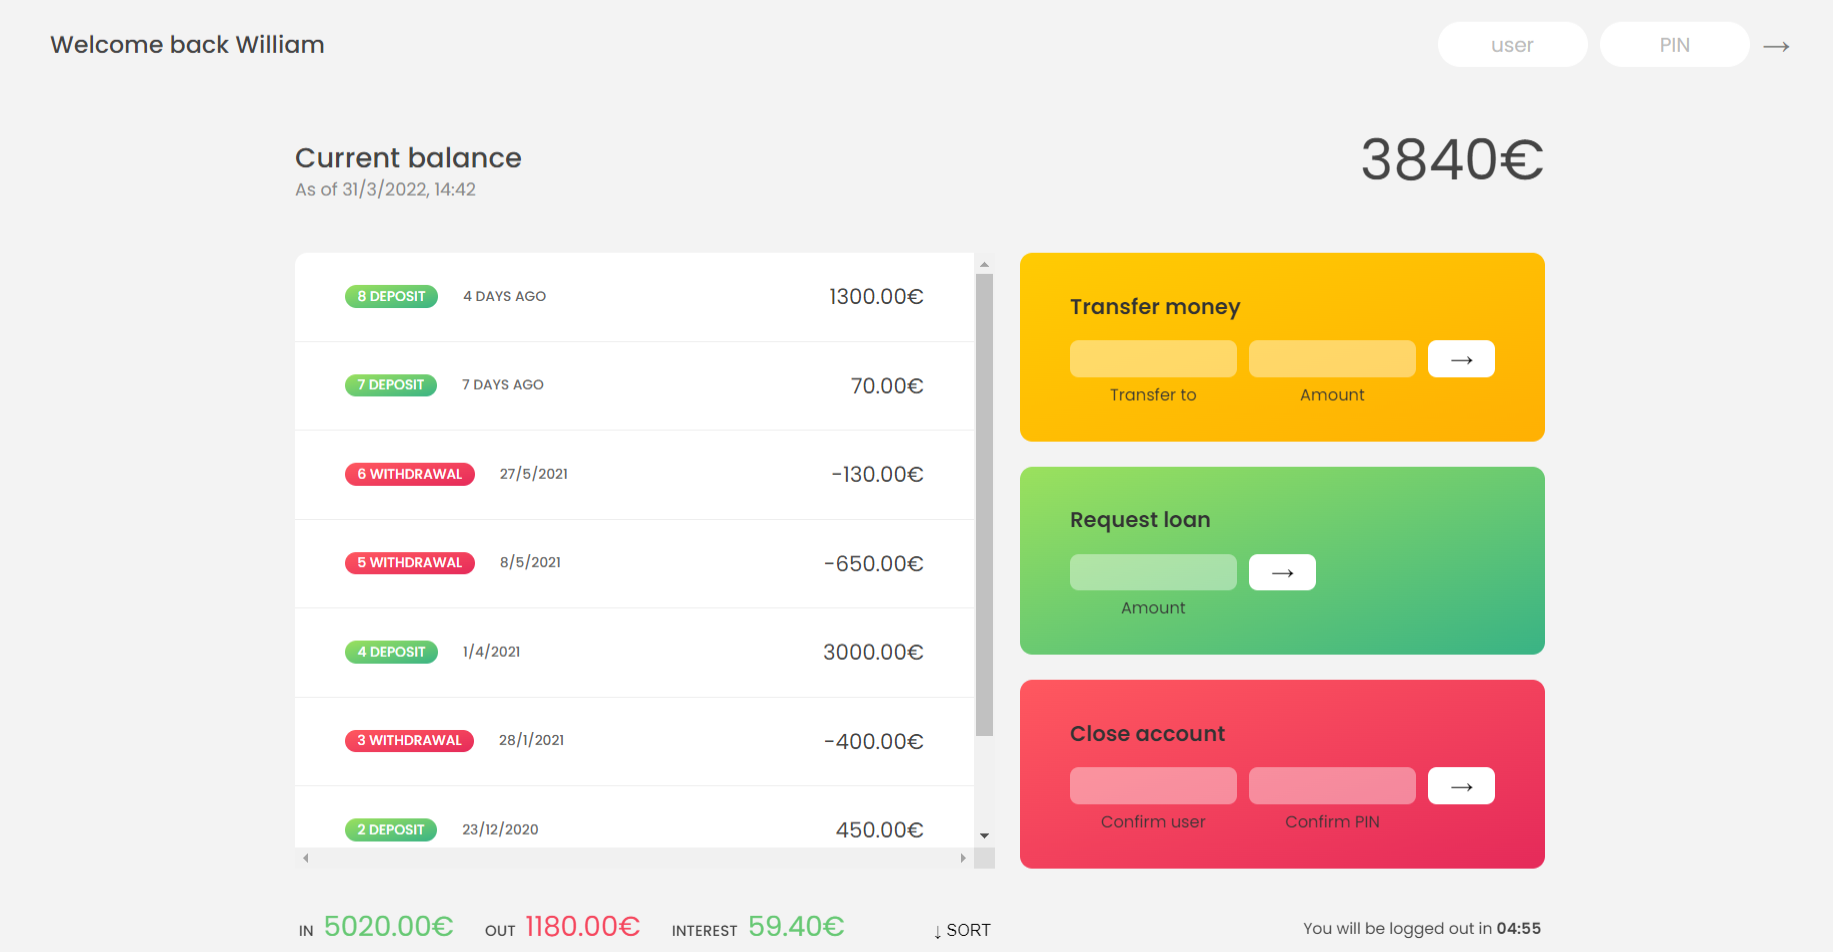 Welcome back William
user
PIN
→
Current balance
As of 31/3/2022, 14:42
3840€
8 DEPOSIT 4 DAYS AGO 1300.00€
7 DEPOSIT 7 DAYS AGO 70.00€
6 WITHDRAWAL 27/5/2021 -130.00€
5 WITHDRAWAL 8/5/2021 -650.00€
4 DEPOSIT 1/4/2021 3000.00€
3 WITHDRAWAL 28/1/2021 -400.00€
2 DEPOSIT 23/12/2020 450.00€
Transfer money
→
Transfer to Amount
Request loan
→
Amount
Close account
→
Confirm user Confirm PIN
IN 5020.00€ OUT 1180.00€ INTEREST 59.40€ ↓ SORT
You will be logged out in 04:55